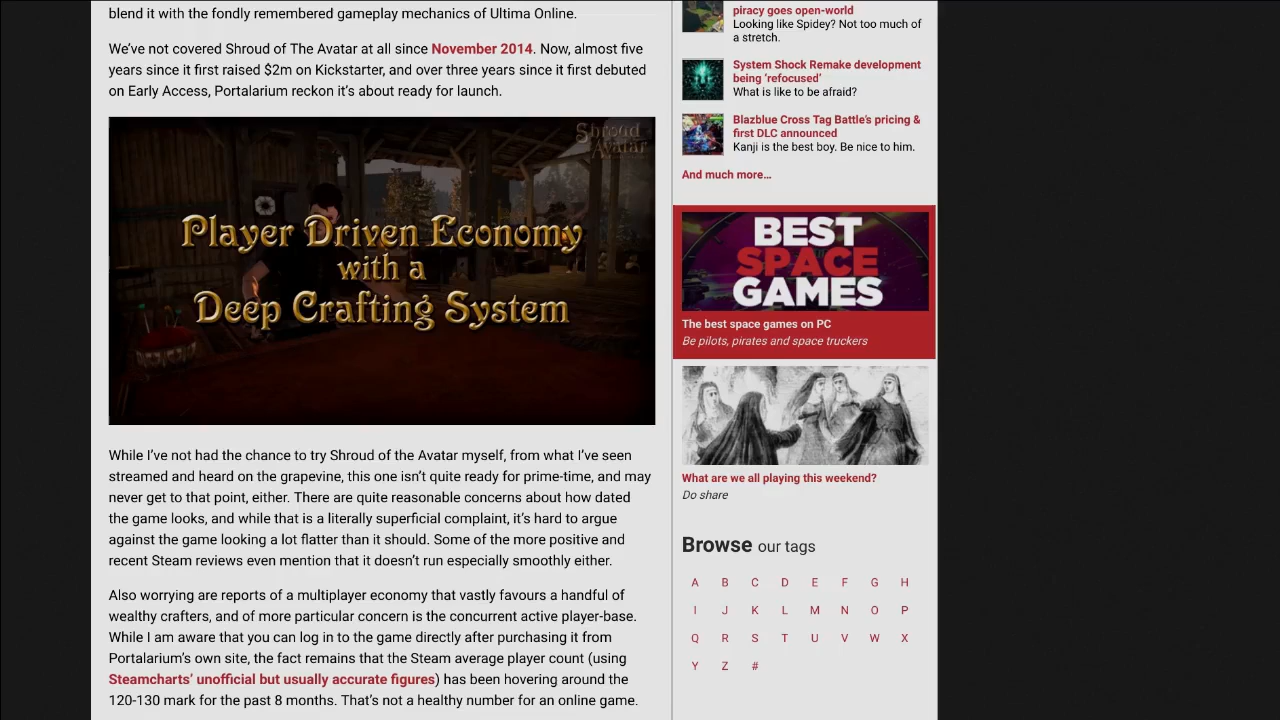 blend it with the fondly remembered gameplay mechanics of Ultima Online.
We’ve not covered Shroud of The Avatar at all since November 2014. Now, almost five
years since it first raised $2m on Kickstarter, and over three years since it first debuted
on Early Access, Portalarium reckon it’s about ready for launch.
Shroud
Avatar
Player Driven Economy
with a
Deep Crafting System
While I’ve not had the chance to try Shroud of the Avatar myself, from what I’ve seen
streamed and heard on the grapevine, this one isn’t quite ready for prime-time, and may
never get to that point, either. There are quite reasonable concerns about how dated
the game looks, and while that is a literally superficial complaint, it’s hard to argue
against the game looking a lot flatter than it should. Some of the more positive and
recent Steam reviews even mention that it doesn’t run especially smoothly either.
Also worrying are reports of a multiplayer economy that vastly favours a handful of
wealthy crafters, and of more particular concern is the concurrent active player-base.
While I am aware that you can log in to the game directly after purchasing it from
Portalarium’s own site, the fact remains that the Steam average player count (using
Steamcharts’ unofficial but usually accurate figures) has been hovering around the
120-130 mark for the past 8 months. That’s not a healthy number for an online game.
piracy goes open-world
Looking like Spidey? Not too much of
a stretch.
System Shock Remake development
being ‘refocused’
What is like to be afraid?
Blazblue Cross Tag Battle’s pricing &
first DLC announced
Kanji is the best boy. Be nice to him.
And much more…
BEST
SPACE
GAMES
The best space games on PC
Be pilots, pirates and space truckers
What are we all playing this weekend?
Do share
Browse our tags
A B C D E F G H
I J K L M N O P
Q R S T U V W X
Y Z #